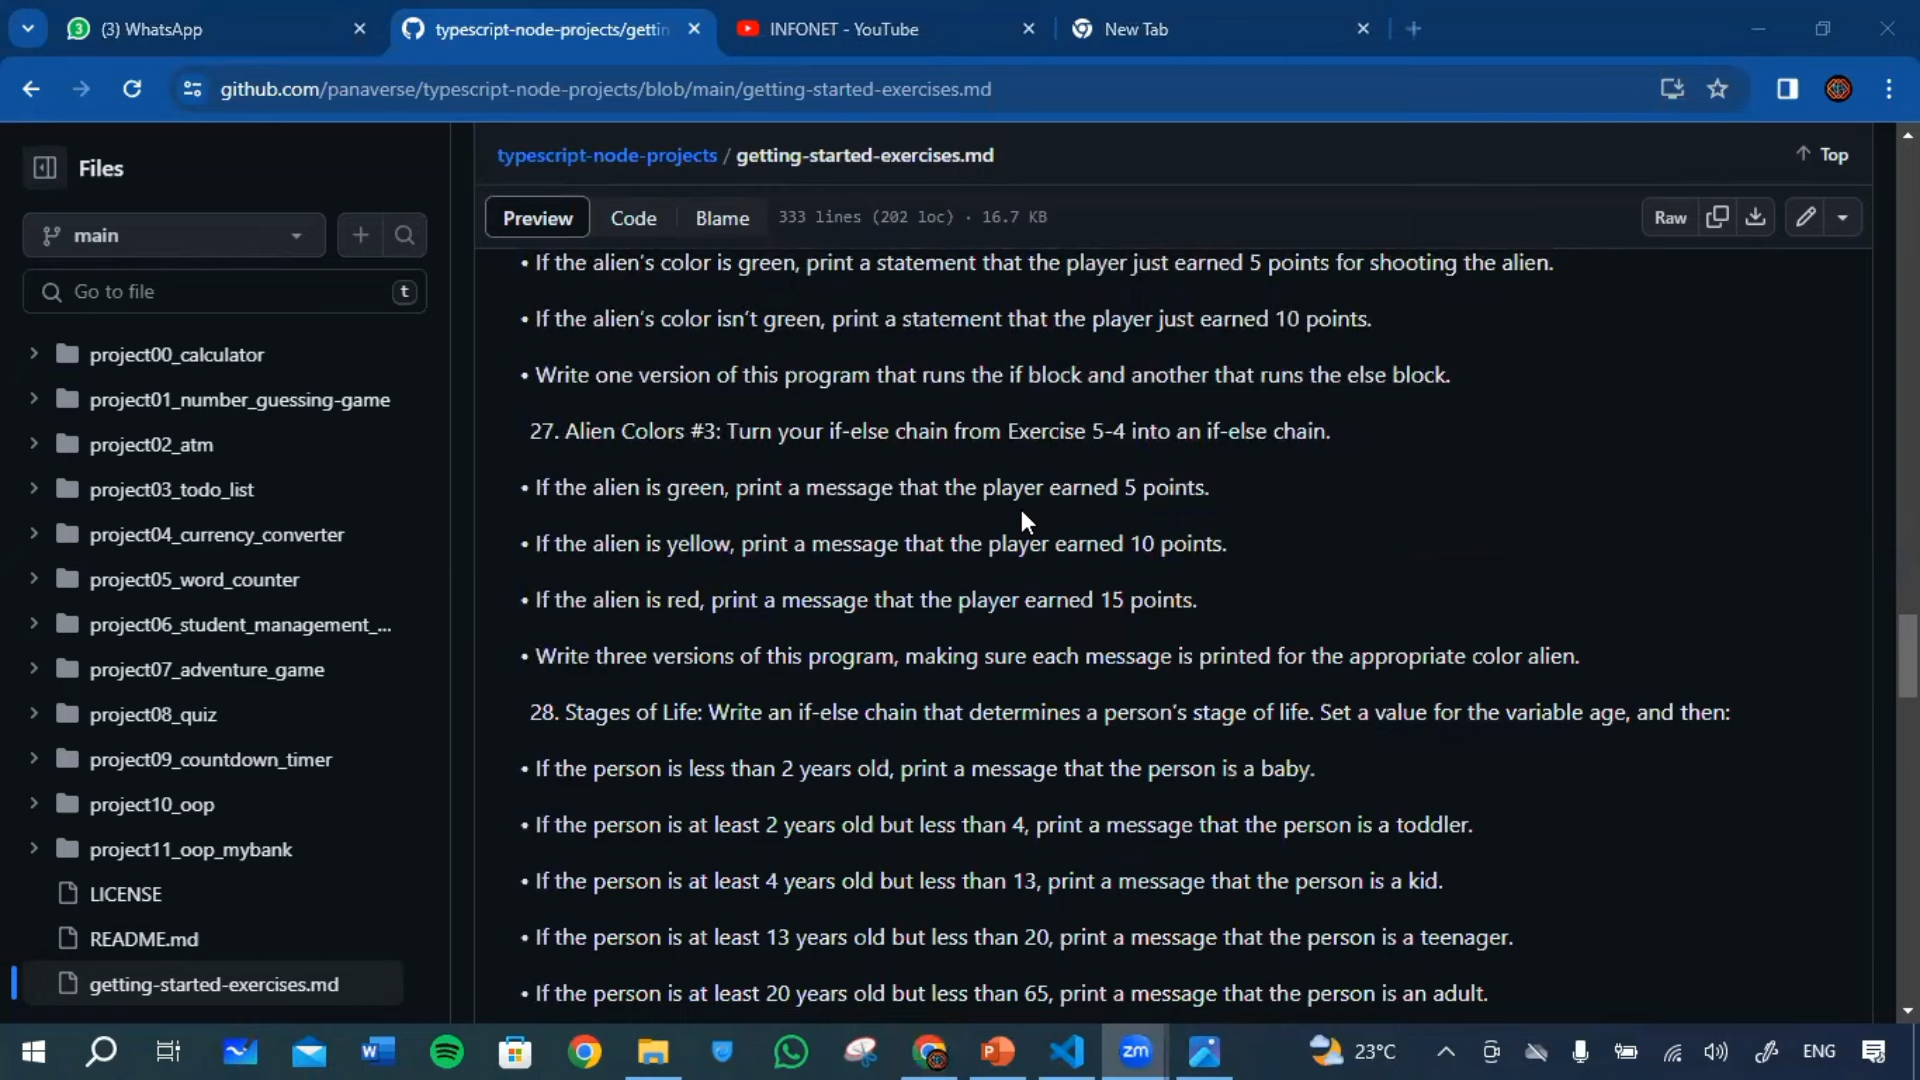 (3) WhatsApp
typescript-node-projects/gettin
INFONET - YouTube
New Tab
github.com/panaverse/typescript-node-projects/blob/main/getting-started-exercises.md
Files
main
Go to file
t
project00_calculator
project01_number_guessing-game
project02_atm
project03_todo_list
project04_currency_converter
project05_word_counter
project06_student_management_...
project07_adventure_game
project08_quiz
project09_countdown_timer
project10_oop
project11_oop_mybank
LICENSE
README.md
getting-started-exercises.md
typescript-node-projects / getting-started-exercises.md
Top
Preview Code Blame 333 lines (202 loc) · 16.7 KB
Raw
• If the alien's color is green, print a statement that the player just earned 5 points for shooting the alien.
• If the alien's color isn't green, print a statement that the player just earned 10 points.
• Write one version of this program that runs the if block and another that runs the else block.
27. Alien Colors #3: Turn your if-else chain from Exercise 5-4 into an if-else chain.
• If the alien is green, print a message that the player earned 5 points.
• If the alien is yellow, print a message that the player earned 10 points.
• If the alien is red, print a message that the player earned 15 points.
• Write three versions of this program, making sure each message is printed for the appropriate color alien.
28. Stages of Life: Write an if-else chain that determines a person's stage of life. Set a value for the variable age, and then:
• If the person is less than 2 years old, print a message that the person is a baby.
• If the person is at least 2 years old but less than 4, print a message that the person is a toddler.
• If the person is at least 4 years old but less than 13, print a message that the person is a kid.
• If the person is at least 13 years old but less than 20, print a message that the person is a teenager.
• If the person is at least 20 years old but less than 65, print a message that the person is an adult.
zm
23°C
ENG